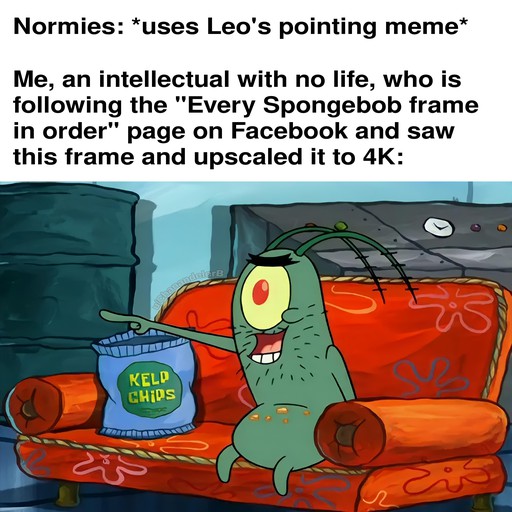 Normies: *uses Leo's pointing meme*
Me, an intellectual with no life, who is
following the "Every Spongebob frame
in order" page on Facebook and saw
this frame and upscaled it to 4K:
KELP
CHIPS